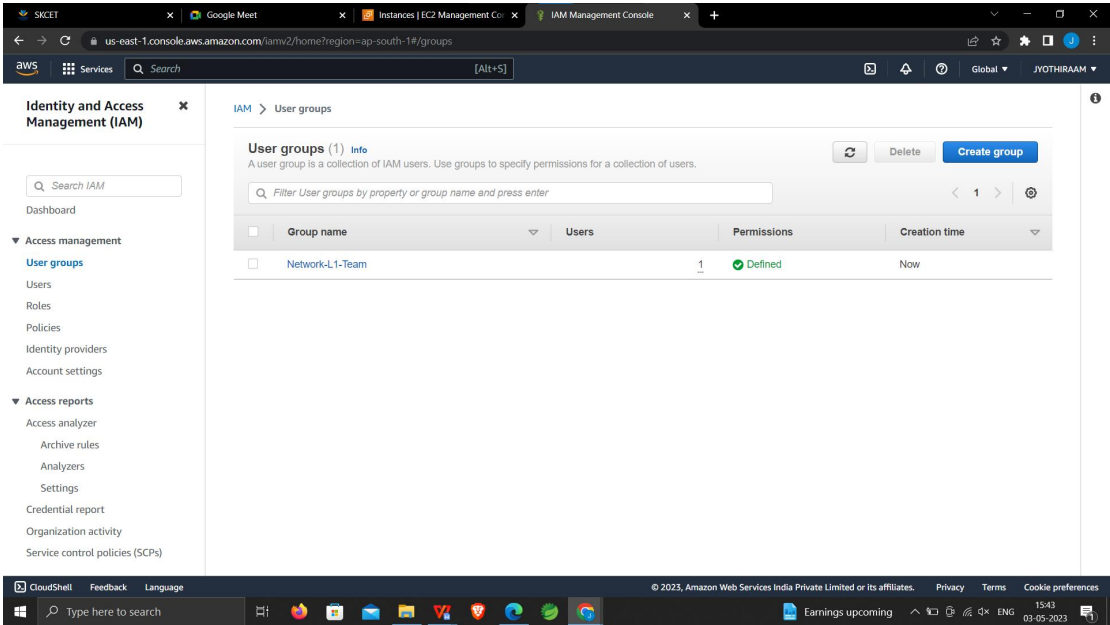 SKCET
Google Meet
Instances | EC2 Management Cor
IAM Management Console
us-east-1.console.aws.amazon.com/iamv2/home?region=ap-south-1#/groups
aws
Services
Search
[Alt+S]
Global
JYOTHIRAAM
Identity and Access
Management (IAM)
Search IAM
Dashboard
Access management
User groups
Users
Roles
Policies
Identity providers
Account settings
Access reports
Access analyzer
Archive rules
Analyzers
Settings
Credential report
Organization activity
Service control policies (SCPs)
IAM > User groups
User groups (1) Info
A user group is a collection of IAM users. Use groups to specify permissions for a collection of users.
Delete
Create group
Filter User groups by property or group name and press enter
1
Group name Users Permissions Creation time
Network-L1-Team 1 Defined Now
CloudShell Feedback Language
© 2023, Amazon Web Services India Private Limited or its affiliates. Privacy Terms Cookie preferences
Type here to search
Earnings upcoming
ENG
15:43
03-05-2023